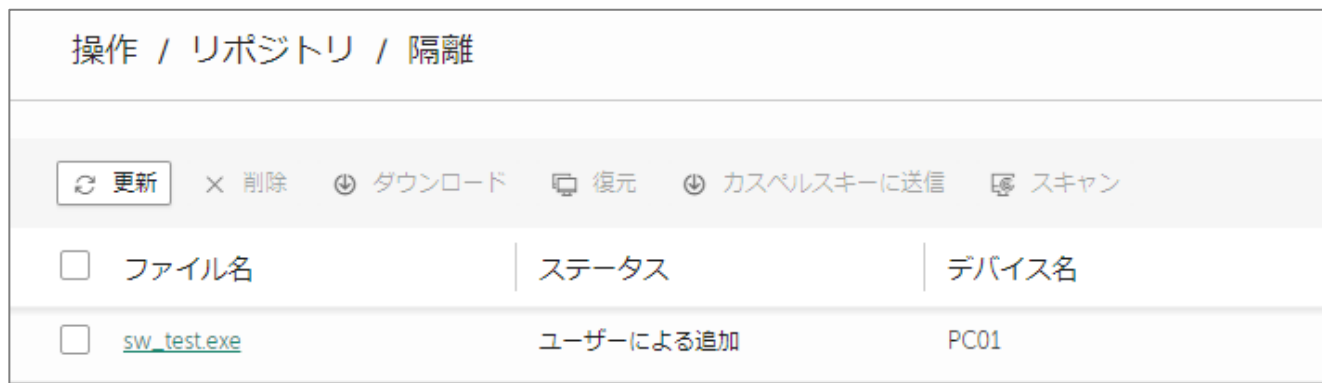 操作 / リポジトリ / 隔離
更新 削除 ダウンロード 復元 カスペルスキーに送信 スキャン
ファイル名 ステータス デバイス名
sw_test.exe ユーザーによる追加 PC01